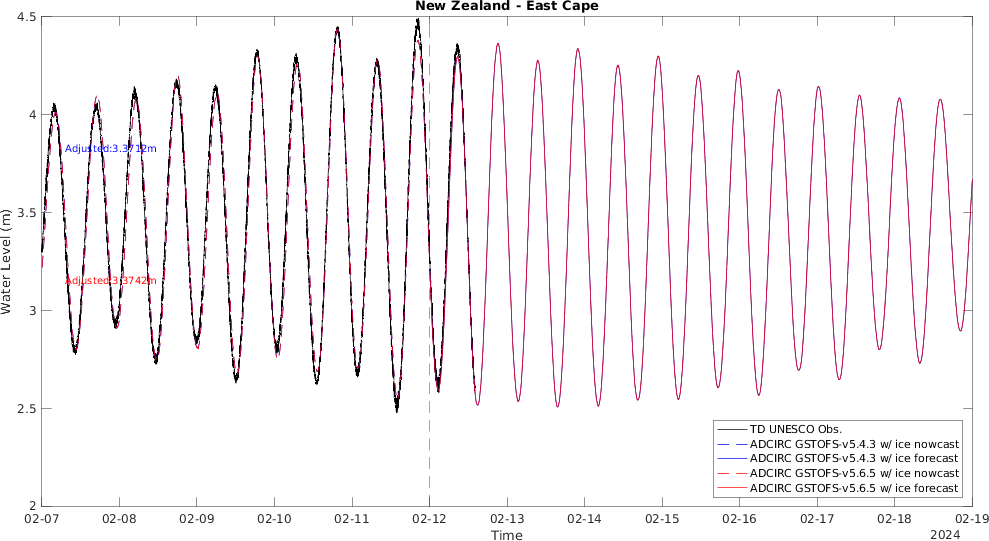 New Zealand - East Cape
4.5
4
3.5
3
2.5
2
Water Level (m)
Adjusted:3.3712m
Adjusted:3.3742m
TD UNESCO Obs.
ADCIRC GSTOFS-v5.4.3 w/ ice nowcast
ADCIRC GSTOFS-v5.4.3 w/ ice forecast
ADCIRC GSTOFS-v5.6.5 w/ ice nowcast
ADCIRC GSTOFS-v5.6.5 w/ ice forecast
02-07 02-08 02-09 02-10 02-11 02-12 02-13 02-14 02-15 02-16 02-17 02-18 02-19
Time
2024